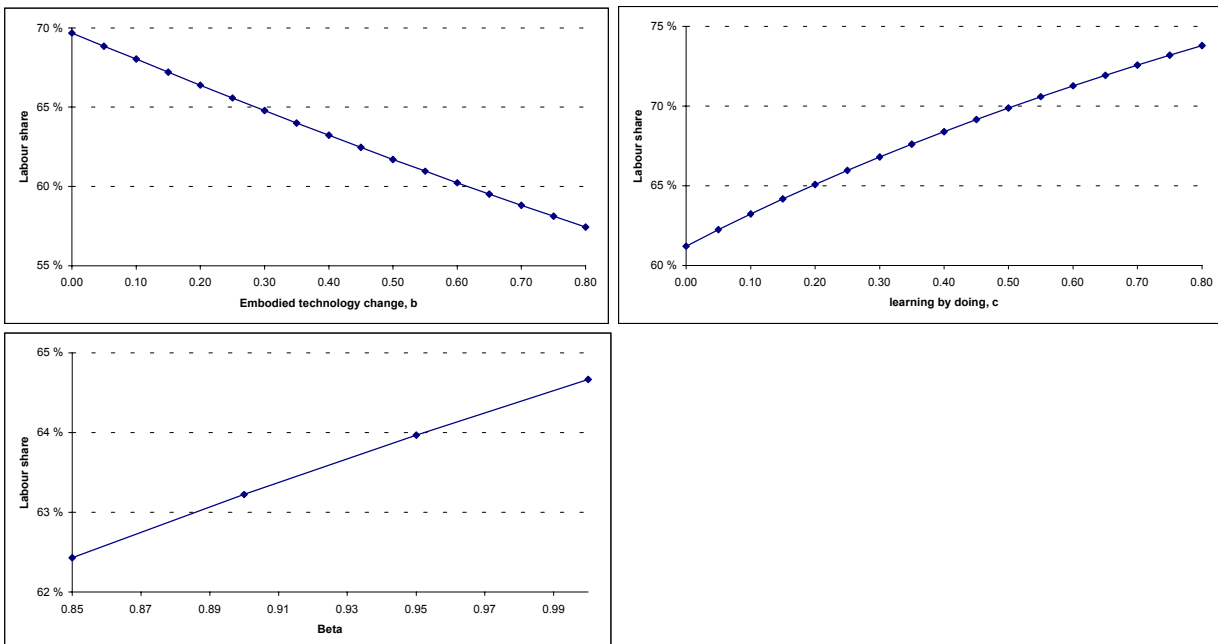 70 %
65 %
60 %
55 %
Labour share
0.00 0.10 0.20 0.30 0.40 0.50 0.60 0.70 0.80
Embodied technology change, b
75 %
70 %
65 %
60 %
Labour share
0.00 0.10 0.20 0.30 0.40 0.50 0.60 0.70 0.80
learning by doing, c
65 %
64 %
63 %
62 %
Labour share
0.85 0.87 0.89 0.91 0.93 0.95 0.97 0.99
Beta